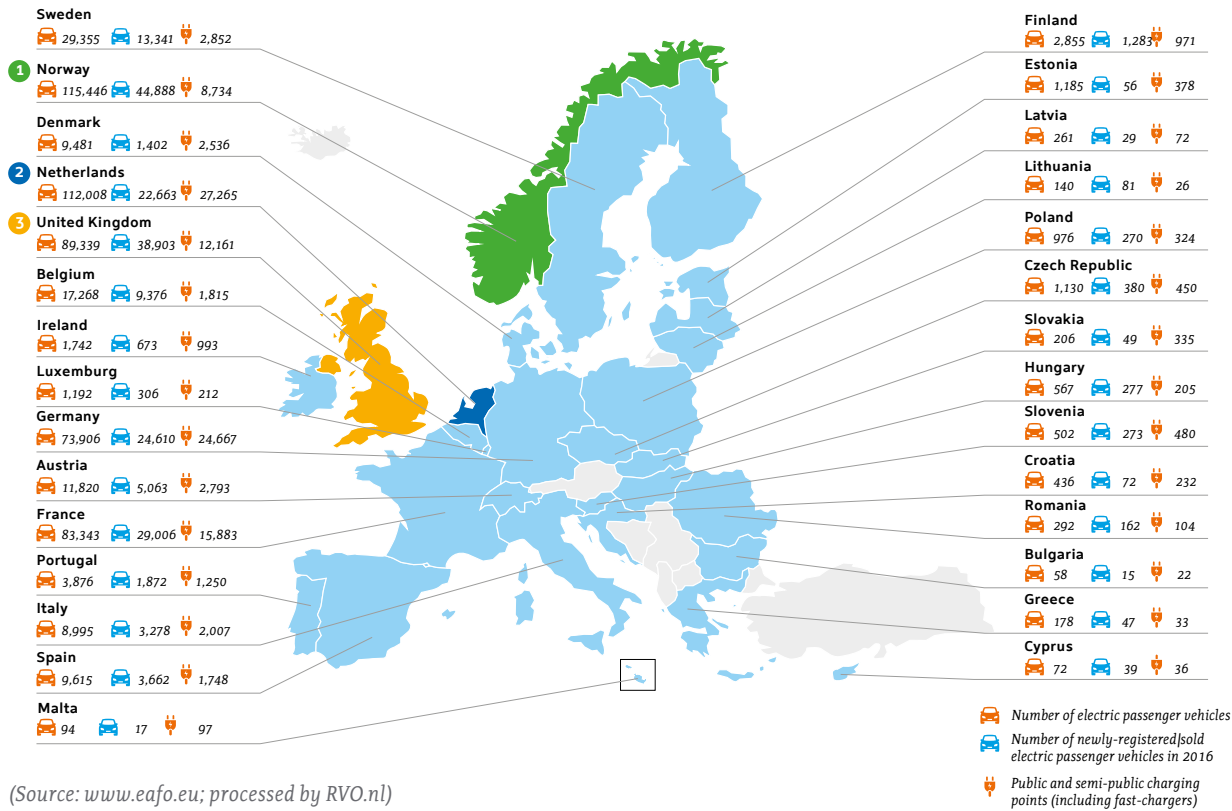 Sweden
29,355 13,341 2,852
1 Norway
115,446 44,888 8,734
Denmark
9,481 1,402 2,536
2 Netherlands
112,008 22,663 27,265
3 United Kingdom
89,339 38,903 12,161
Belgium
17,268 9,376 1,815
Ireland
1,742 673 993
Luxemburg
1,192 306 212
Germany
73,906 24,610 24,667
Austria
11,820 5,063 2,793
France
83,343 29,006 15,883
Portugal
3,876 1,872 1,250
Italy
8,995 3,278 2,007
Spain
9,615 3,662 1,748
Malta
94 17 97
Finland
2,855 1,283 971
Estonia
1,185 56 378
Latvia
261 29 72
Lithuania
140 81 26
Poland
976 270 324
Czech Republic
1,130 380 450
Slovakia
206 49 335
Hungary
567 277 205
Slovenia
502 273 480
Croatia
436 72 232
Romania
292 162 104
Bulgaria
58 15 22
Greece
178 47 33
Cyprus
72 39 36
Number of electric passenger vehicles
Number of newly-registered|sold
electric passenger vehicles in 2016
Public and semi-public charging
points (including fast-chargers)
(Source: www.eafo.eu; processed by RVO.nl)